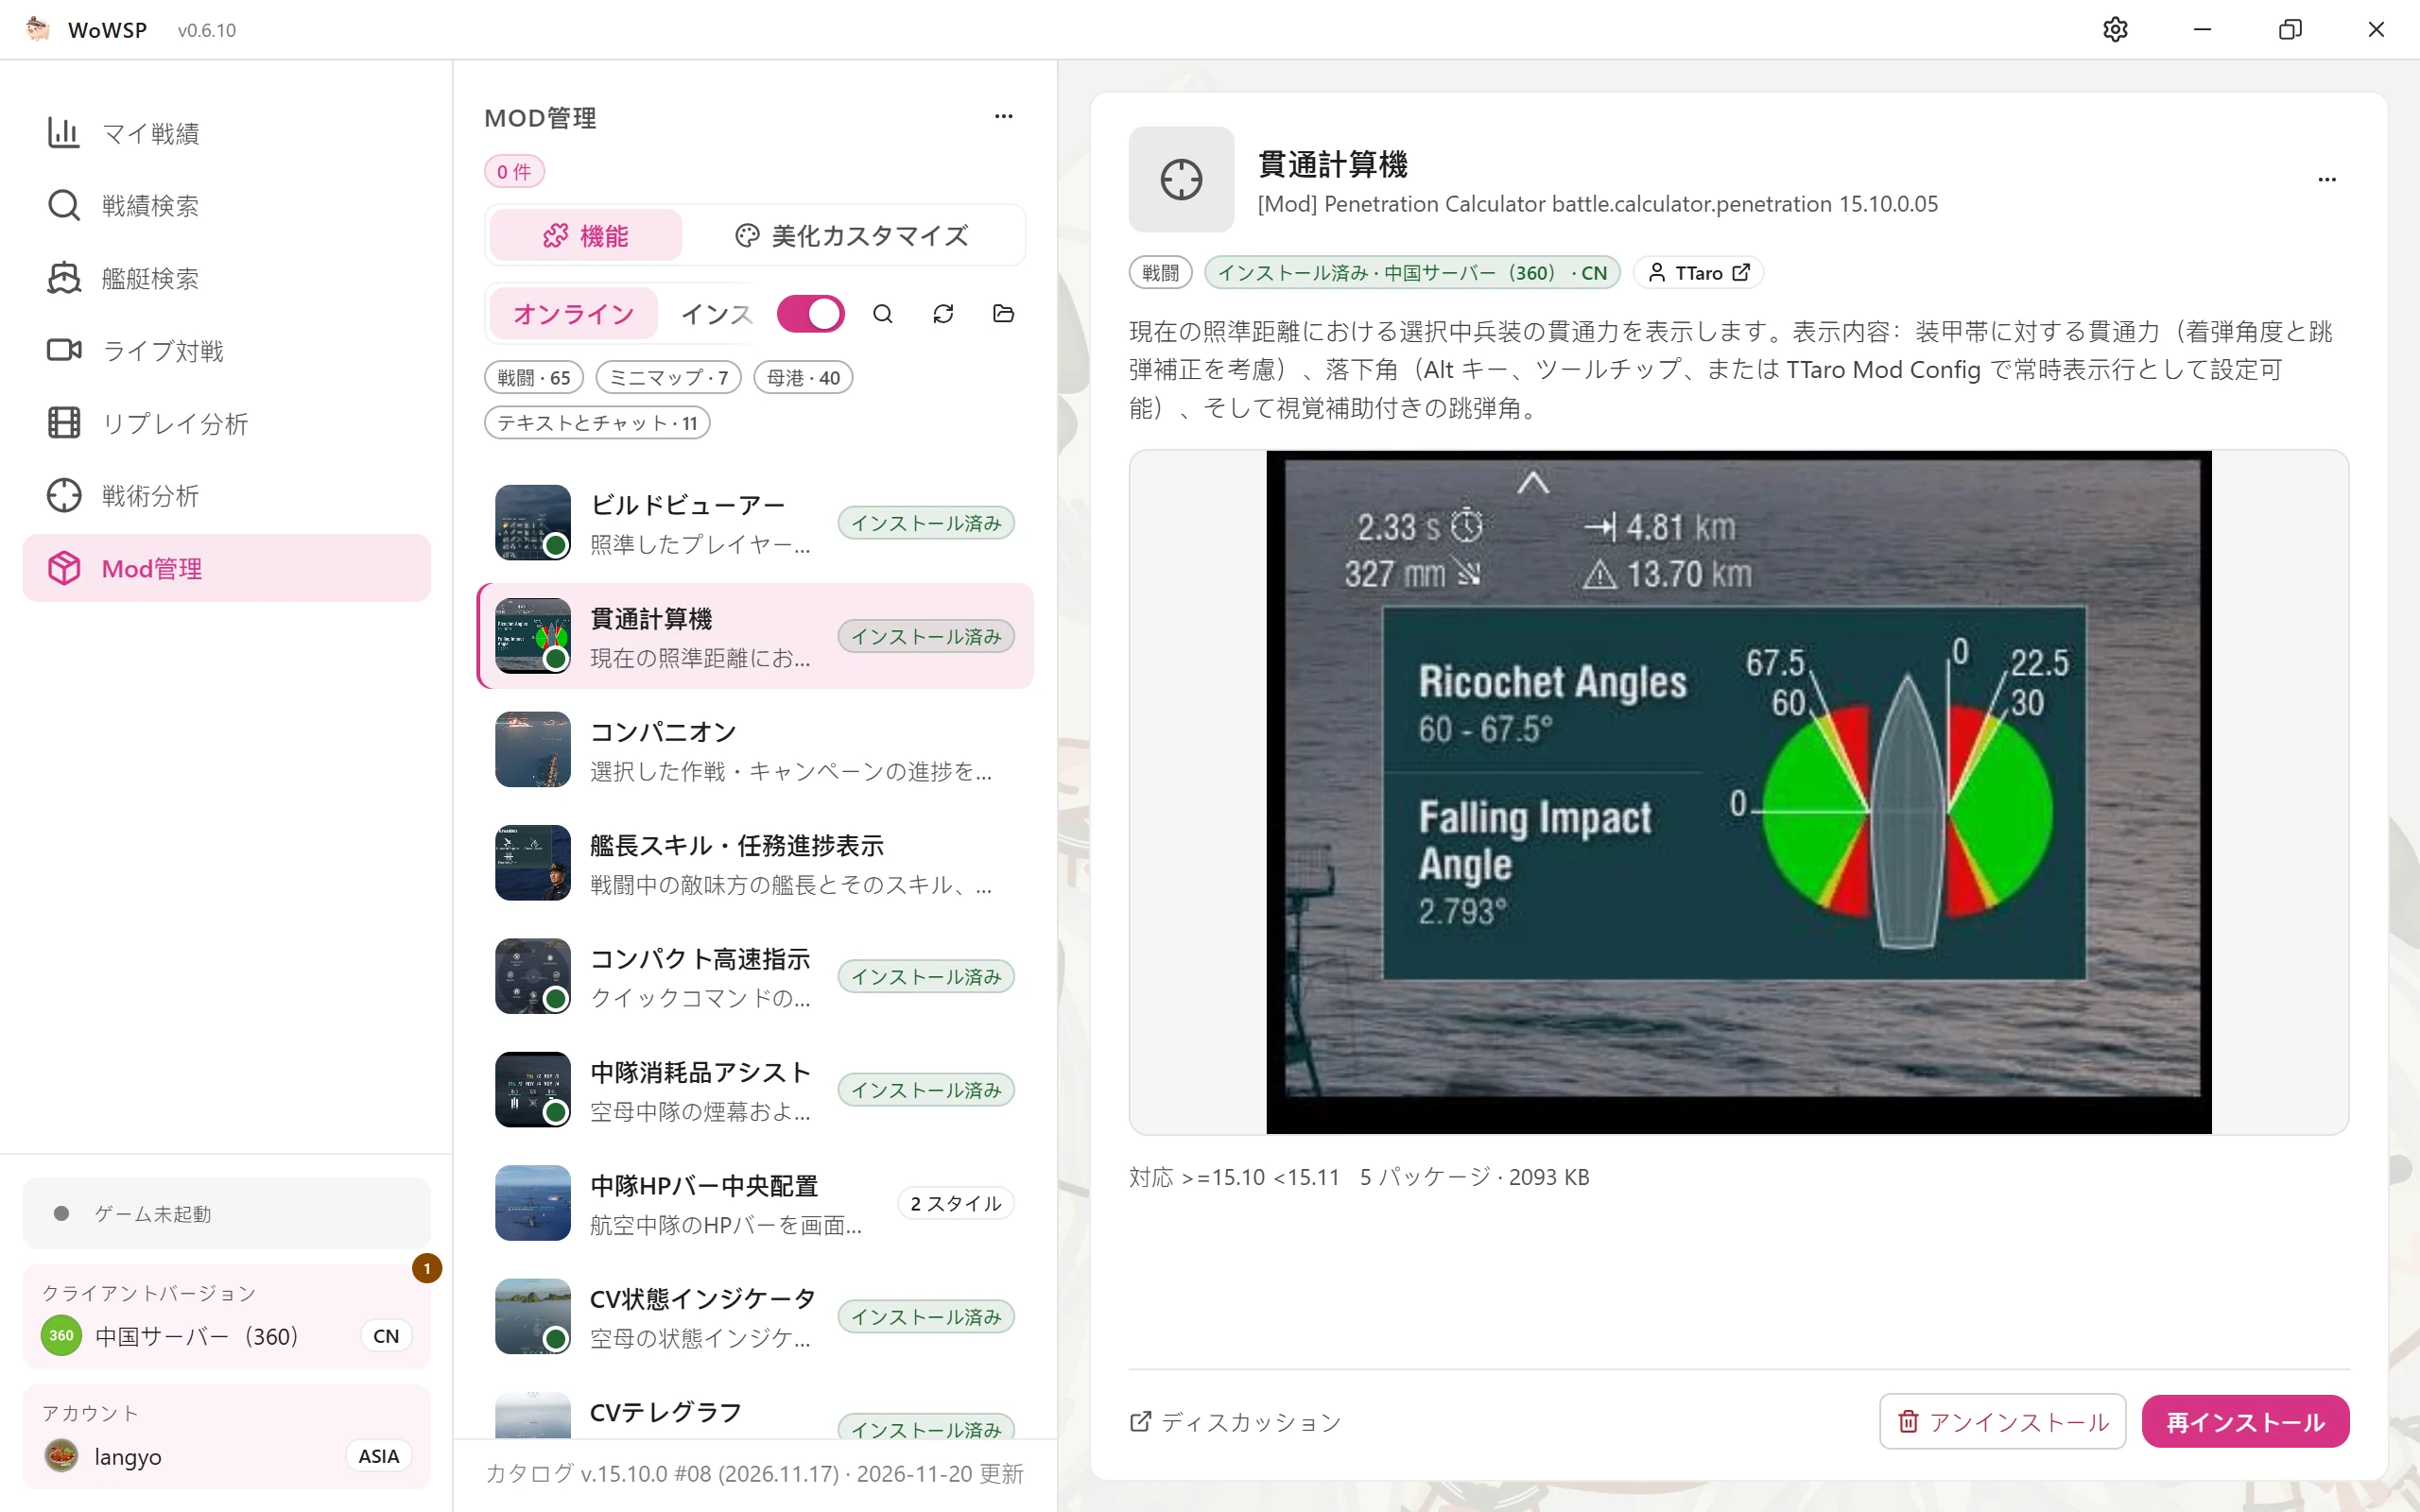 WoWSP v0.6.10
マイ戦績
戦績検索
艦艇検索
ライブ対戦
リプレイ分析
戦術分析
Mod管理
ゲーム未起動
1
クライアントバージョン
360 中国サーバー（360） CN
アカウント
langyo ASIA
MOD管理
0 件
機能 美化カスタマイズ
オンライン インス
戦闘 · 65 ミニマップ · 7 母港 · 40
テキストとチャット · 11
ビルドビューアー
照準したプレイヤー...
インストール済み
貫通計算機
現在の照準距離にお...
インストール済み
コンパニオン
選択した作戦・キャンペーンの進捗を...
艦長スキル・任務進捗表示
戦闘中の敵味方の艦長とそのスキル、...
コンパクト高速指示
クイックコマンドの...
インストール済み
中隊消耗品アシスト
空母中隊の煙幕およ...
インストール済み
中隊HPバー中央配置
航空中隊のHPバーを画面...
2 スタイル
CV状態インジケータ
空母の状態インジケ...
インストール済み
CVテレグラフ
インストール済み
カタログ v.15.10.0 #08 (2026.11.17) · 2026-11-20 更新
貫通計算機
[Mod] Penetration Calculator battle.calculator.penetration 15.10.0.05
戦闘 インストール済み · 中国サーバー（360） · CN TTaro
現在の照準距離における選択中兵装の貫通力を表示します。表示内容：装甲帯に対する貫通力（着弾角度と跳
弾補正を考慮）、落下角（Alt キー、ツールチップ、または TTaro Mod Config で常時表示行として設定可
能）、そして視覚補助付きの跳弾角。
2.33 s 4.81 km
327 mm 13.70 km
Ricochet Angles
60 - 67.5°
Falling Impact
Angle
2.793°
67.5 0 22.5
60 30
0
対応 >=15.10 <15.11 5 パッケージ · 2093 KB
ディスカッション アンインストール 再インストール